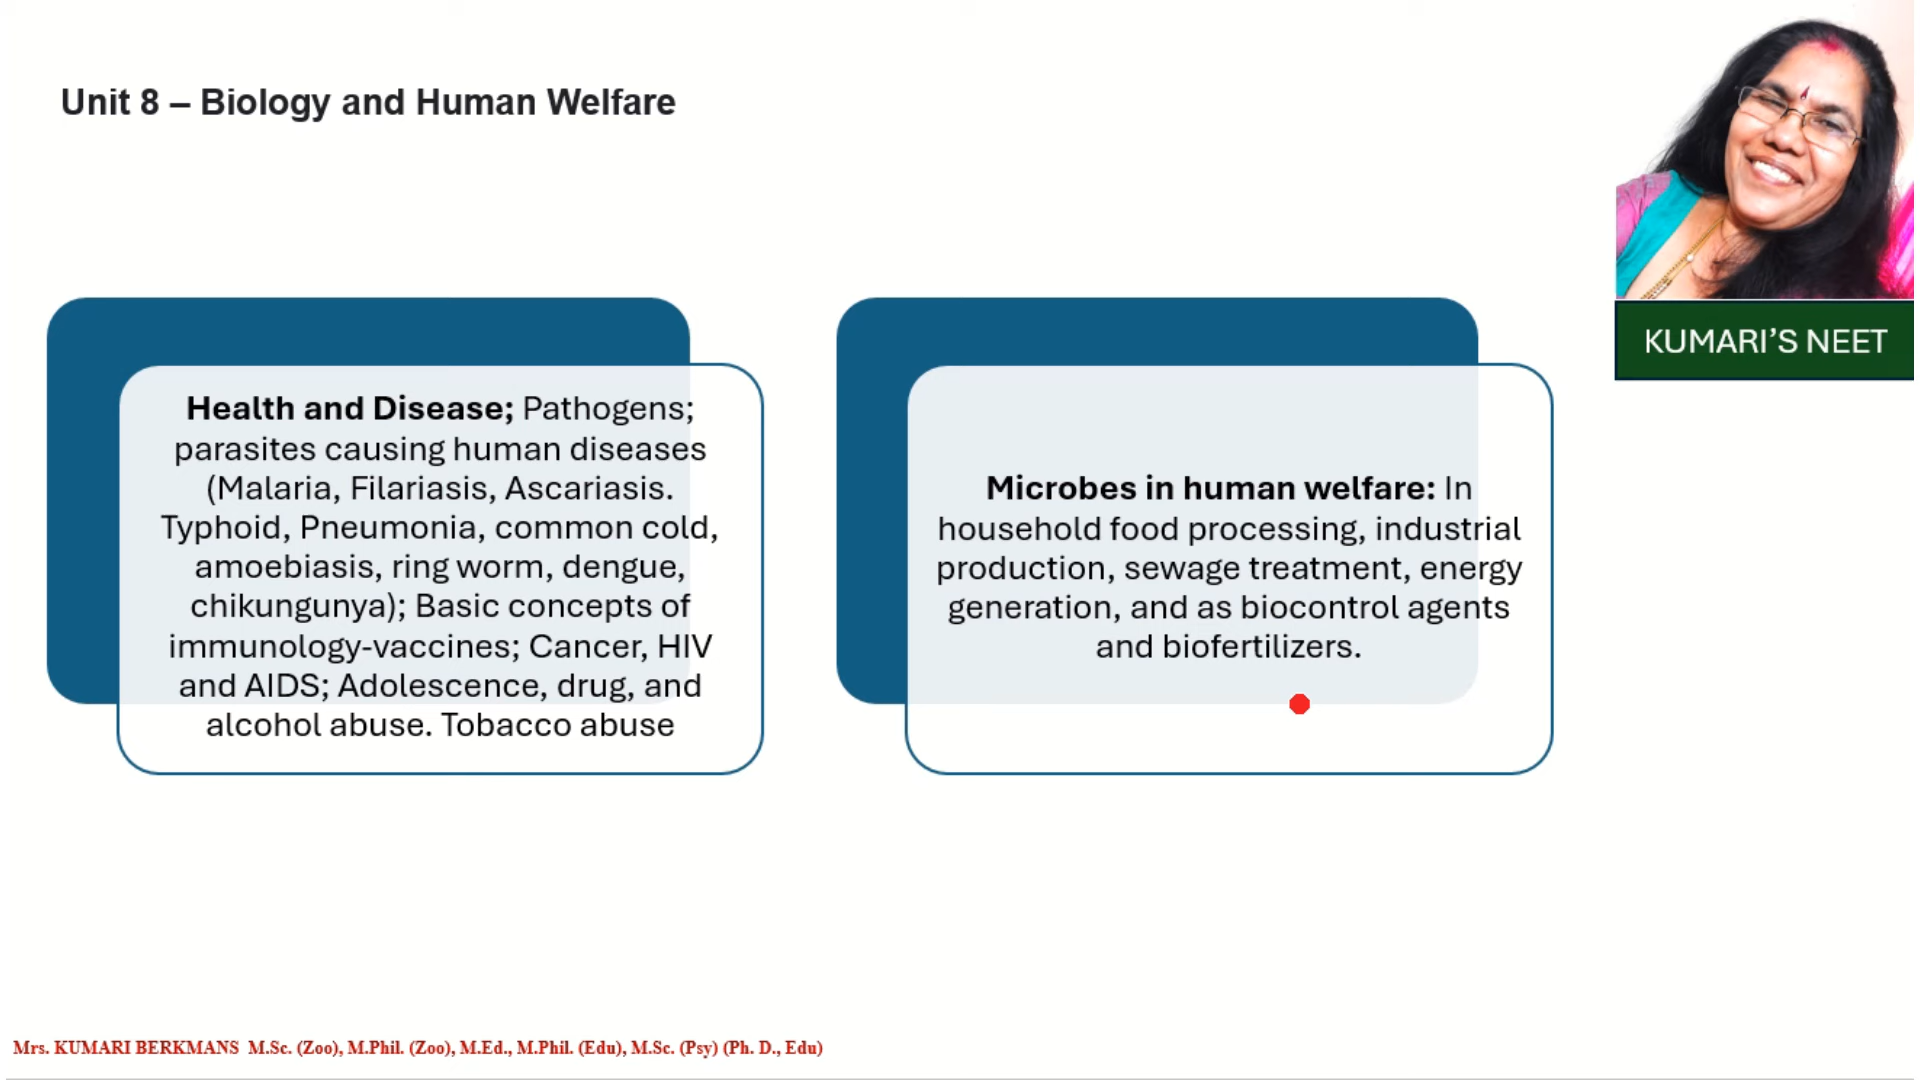 Unit 8 – Biology and Human Welfare
Health and Disease; Pathogens;
parasites causing human diseases
(Malaria, Filariasis, Ascariasis.
Typhoid, Pneumonia, common cold,
amoebiasis, ring worm, dengue,
chikungunya); Basic concepts of
immunology-vaccines; Cancer, HIV
and AIDS; Adolescence, drug, and
alcohol abuse. Tobacco abuse
Microbes in human welfare: In
household food processing, industrial
production, sewage treatment, energy
generation, and as biocontrol agents
and biofertilizers.
KUMARI’S NEET
Mrs. KUMARI BERKMANS M.Sc. (Zoo), M.Phil. (Zoo), M.Ed., M.Phil. (Edu), M.Sc. (Psy) (Ph. D., Edu)